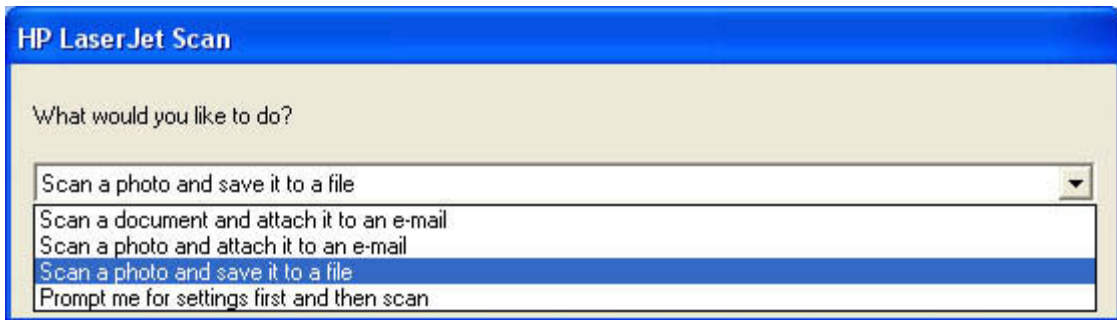 HP LaserJet Scan
What would you like to do?
Scan a photo and save it to a file
Scan a document and attach it to an e-mail
Scan a photo and attach it to an e-mail
Scan a photo and save it to a file
Prompt me for settings first and then scan